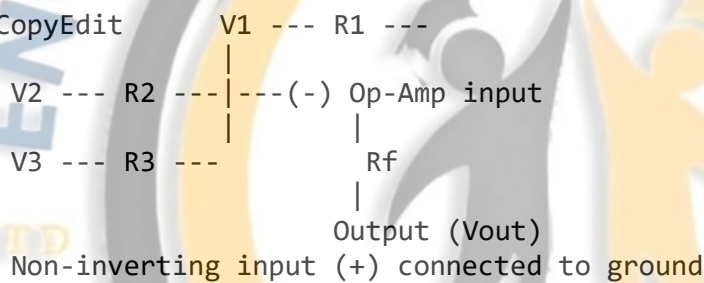 CopyEdit V1 --- R1 ---
|
V2 --- R2 ---|---(-) Op-Amp input
| |
V3 --- R3 --- Rf
|
Output (Vout)
Non-inverting input (+) connected to ground